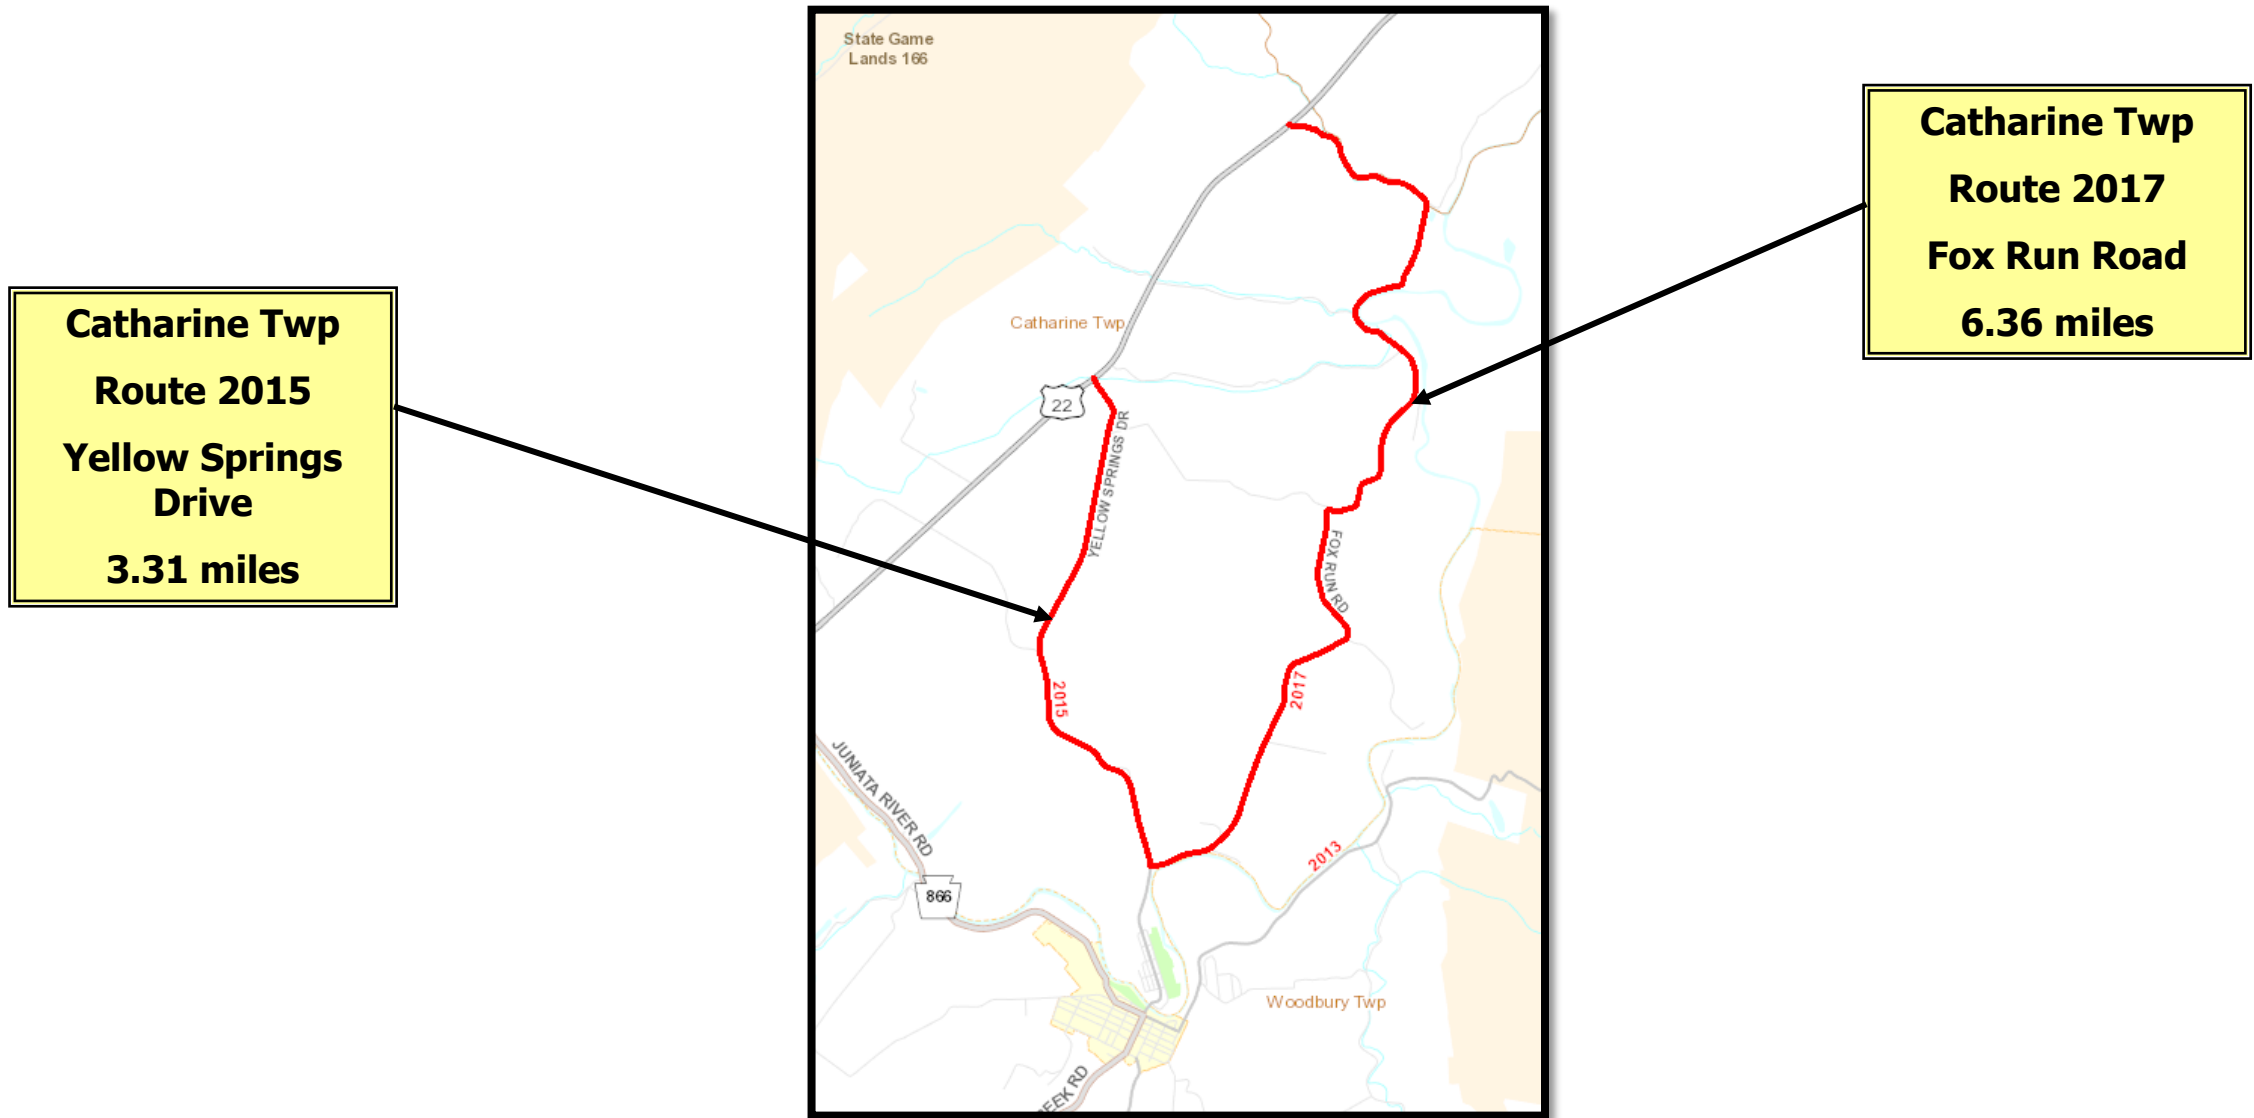 Catharine Twp
Route 2015
Yellow Springs
Drive
3.31 miles
State Game
Lands 166
Catharine Twp
22
YELLOW SPRINGS DR
FOX RUN RD
2015
2017
JUNIATA RIVER RD
2013
866
Woodbury Twp
EEK RD
Catharine Twp
Route 2017
Fox Run Road
6.36 miles